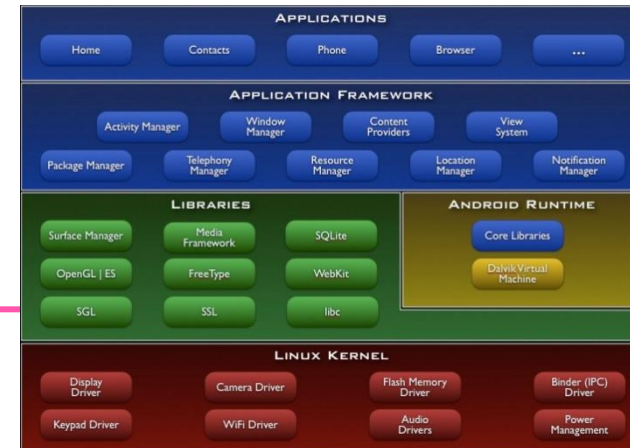 APPLICATIONS
Home
Contacts
Phone
Browser
...
APPLICATION FRAMEWORK
Activity Manager
Window
Manager
Content
Providers
View
System
Package Manager
Telephony
Manager
Resource
Manager
Location
Manager
Notification
Manager
LIBRARIES
Surface Manager
Media
Framework
SQLite
OpenGL | ES
FreeType
WebKit
SGL
SSL
libc
ANDROID RUNTIME
Core Libraries
Dalvik Virtual
Machine
LINUX KERNEL
Display
Driver
Camera Driver
Flash Memory
Driver
Binder (IPC)
Driver
Keypad Driver
WiFi Driver
Audio
Drivers
Power
Management